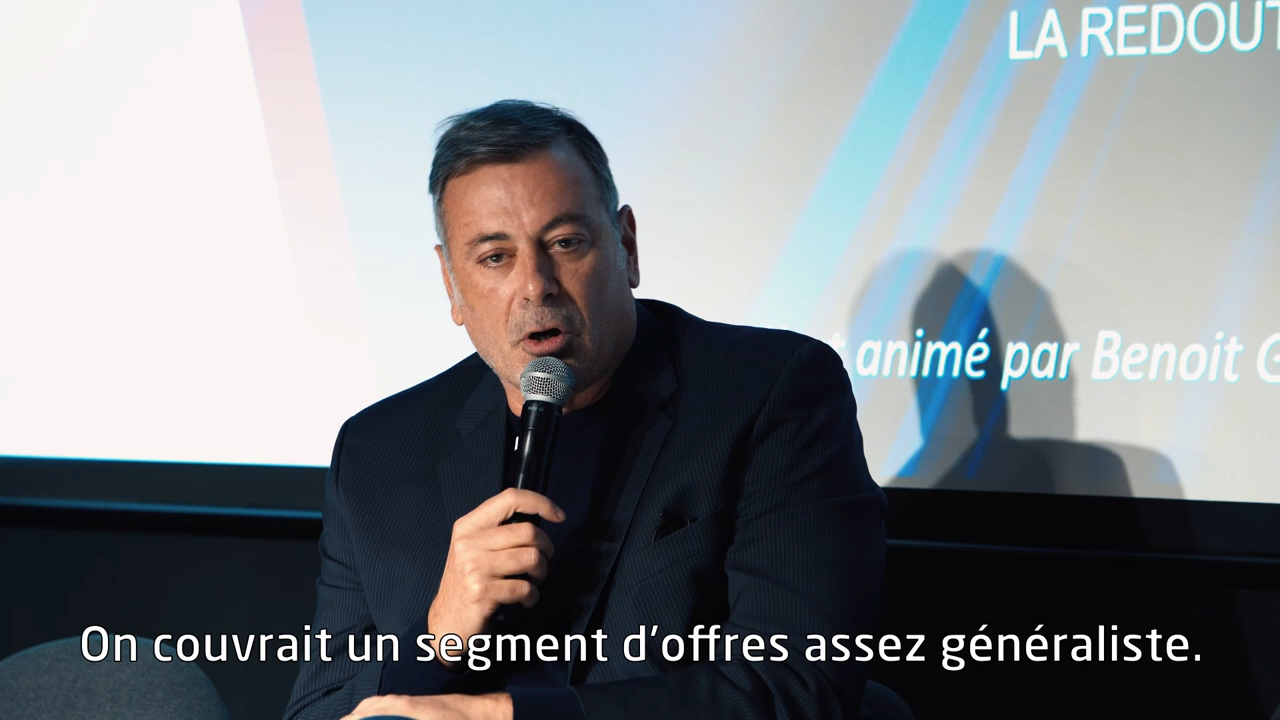 LA REDOUT
animé par Benoit G
On couvrait un segment d'offres assez généraliste.